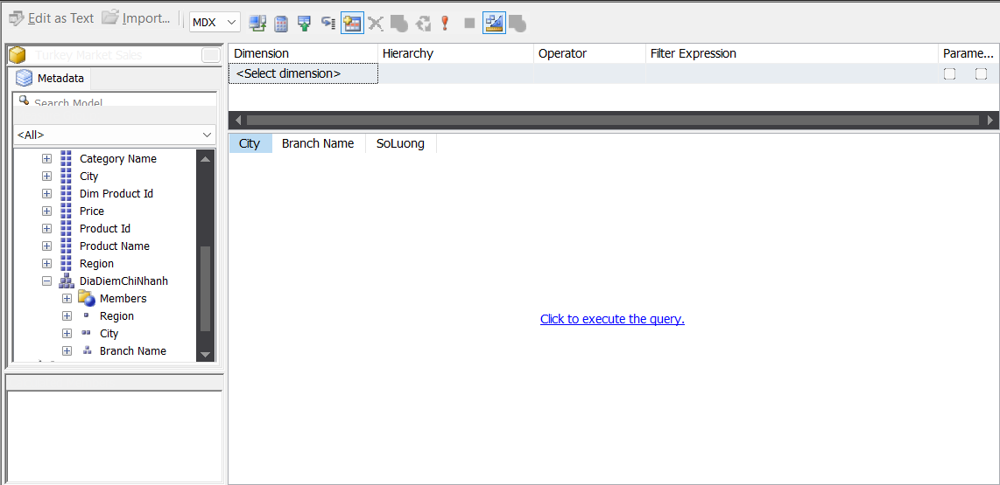 Edit as Text Import... MDX
Turkey Market Sales
Metadata
Search Model
<All>
Category Name
City
Dim Product Id
Price
Product Id
Product Name
Region
DiaDiemChiNhanh
Members
Region
City
Branch Name
Dimension Hierarchy Operator Filter Expression Parame...
<Select dimension>
City Branch Name SoLuong
Click to execute the query.